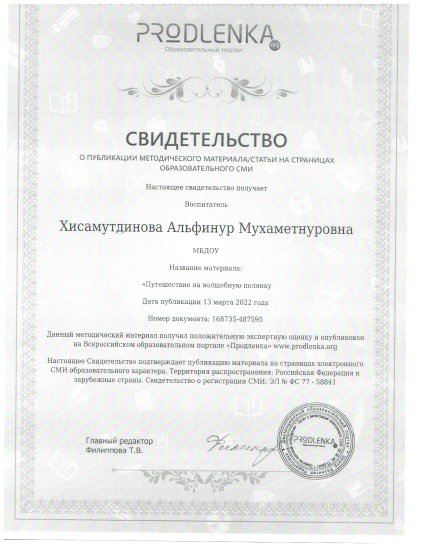 PRODLENKA
.org
Образовательный портал
СВИДЕТЕЛЬСТВО
О ПУБЛИКАЦИИ МЕТОДИЧЕСКОГО МАТЕРИАЛА/СТАТЬИ НА СТРАНИЦАХ
ОБРАЗОВАТЕЛЬНОГО СМИ
Настоящее свидетельство получает
Воспитатель
Хисамутдинова Альфинур Мухаметнуровна
МБДОУ
Название материала:
«Путешествие на волшебную полянку
Дата публикации 13 марта 2022 года
Номер документа: 168735-487595
Данный методический материал получил положительную экспертную оценку и опубликован
на Всероссийском образовательном портале «Продленка» www.prodlenka.org
Настоящее Свидетельство подтверждает публикацию материала на страницах электронного
СМИ образовательного характера. Территория распространения: Российская Федерация и
зарубежные страны. Свидетельство о регистрации СМИ: ЭЛ № ФС 77 - 58841
Главный редактор
Филиппова Т.В.
PRODLENKA